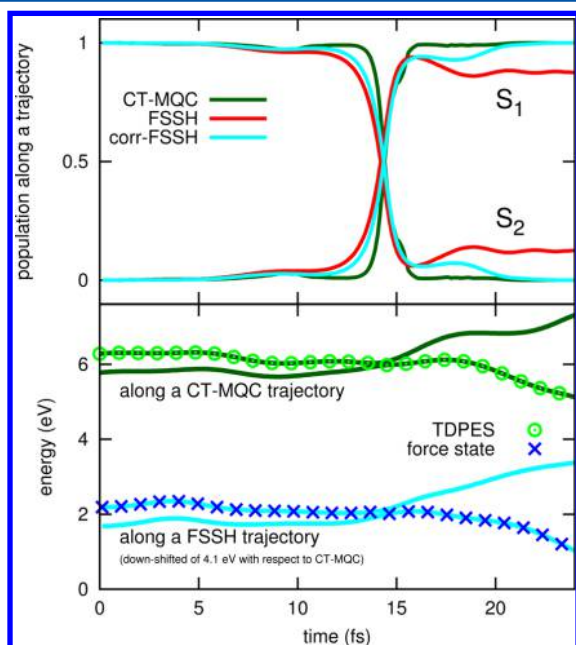 population along a trajectory
1
0.5
0
CT-MQC
FSSH
corr-FSSH
S1
S2
energy (eV)
6
4
2
0
along a CT-MQC trajectory
TDPES
force state
along a FSSH trajectory
(down-shifted of 4.1 eV with respect to CT-MQC)
0 5 10 15 20
time (fs)